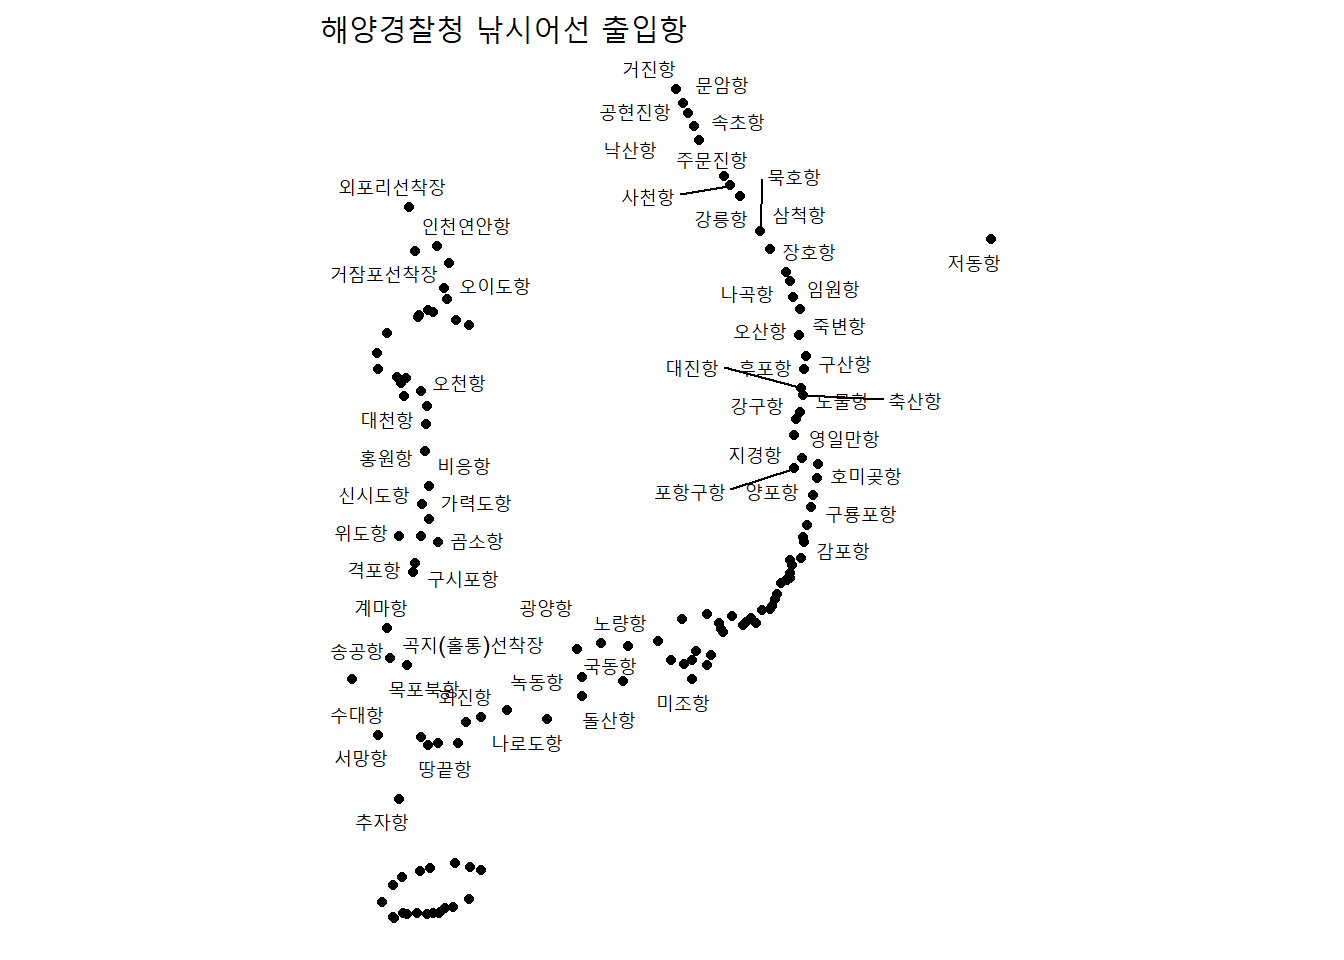 해양경찰청 낚시어선 출입항
거진항
문암항
공현진항
속초항
낙산항
주문진항
묵호항
외포리선착장
사천항
삼척항
강릉항
인천연안항
장호항
저동항
거잠포선착장
오이도항
임원항
나곡항
죽변항
오산항
구산항
대진항
후포항
오천항
도물항
축산항
강구항
대천항
영일만항
지경항
홍원항
비응항
호미곶항
포항구항
양포항
신시도항
가력도항
구룡포항
위도항
곰소항
감포항
격포항
구시포항
계마항
광양항
노량항
곡지(홀통)선착장
송공항
국동항
녹동항
목포북항
회진항
미조항
수대항
돌산항
나로도항
서망항
땅끝항
추자항